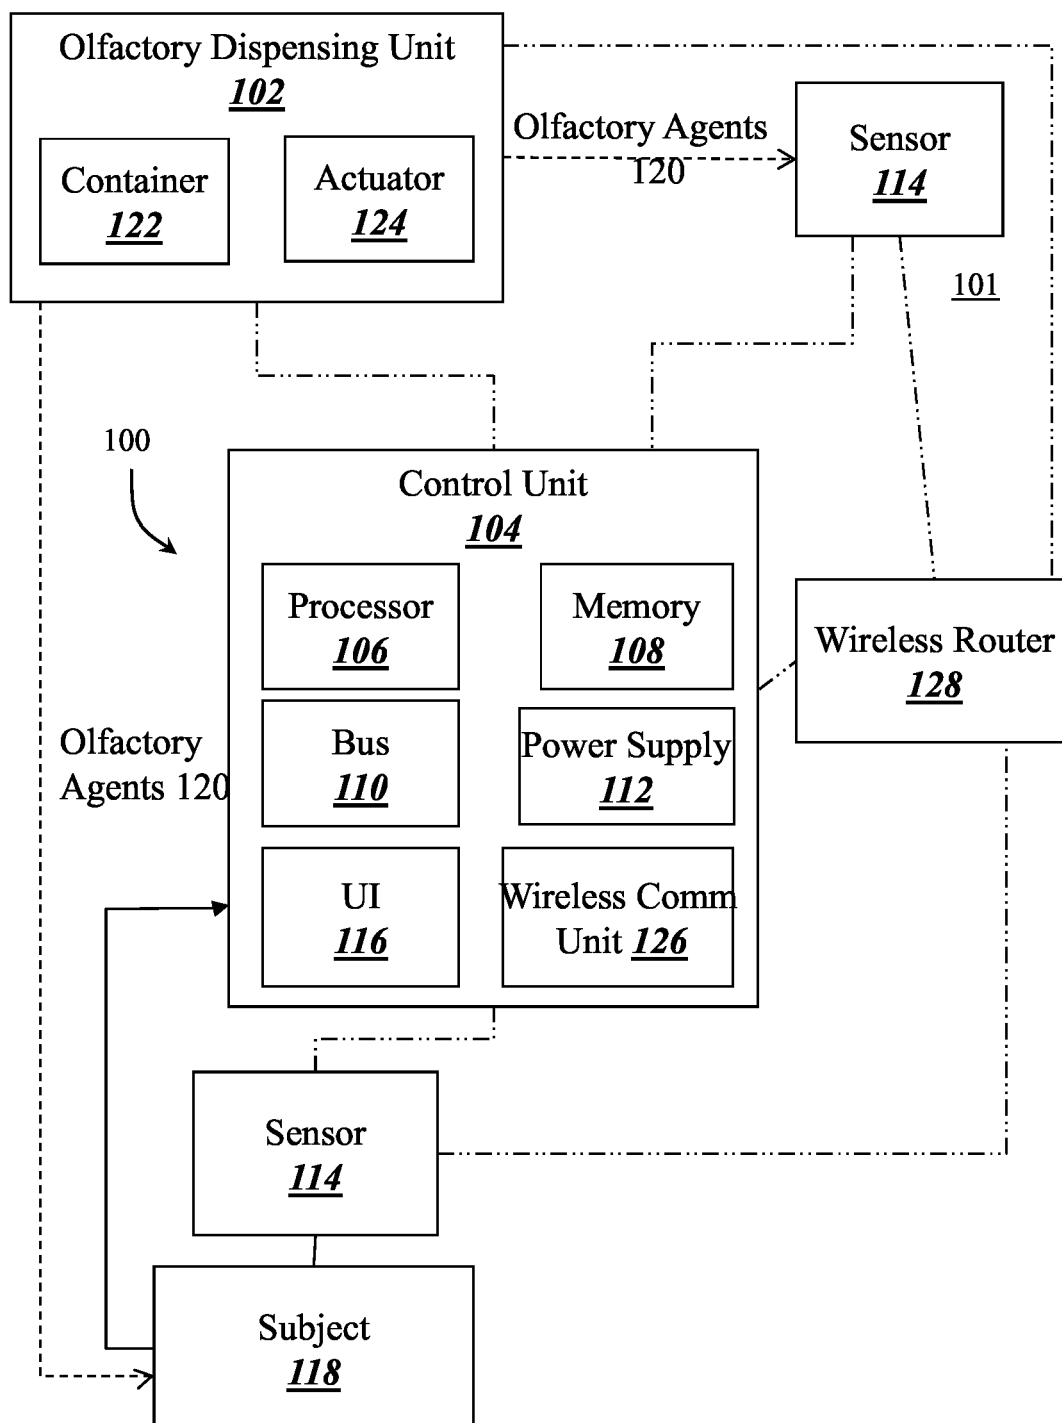 Olfactory Dispensing Unit
102
Container
122
Actuator
124
Olfactory Agents
120
Sensor
114
101
100
Control Unit
104
Processor
106
Memory
108
Bus
110
Power Supply
112
UI
116
Wireless Comm
Unit 126
Wireless Router
128
Olfactory
Agents 120
Sensor
114
Subject
118